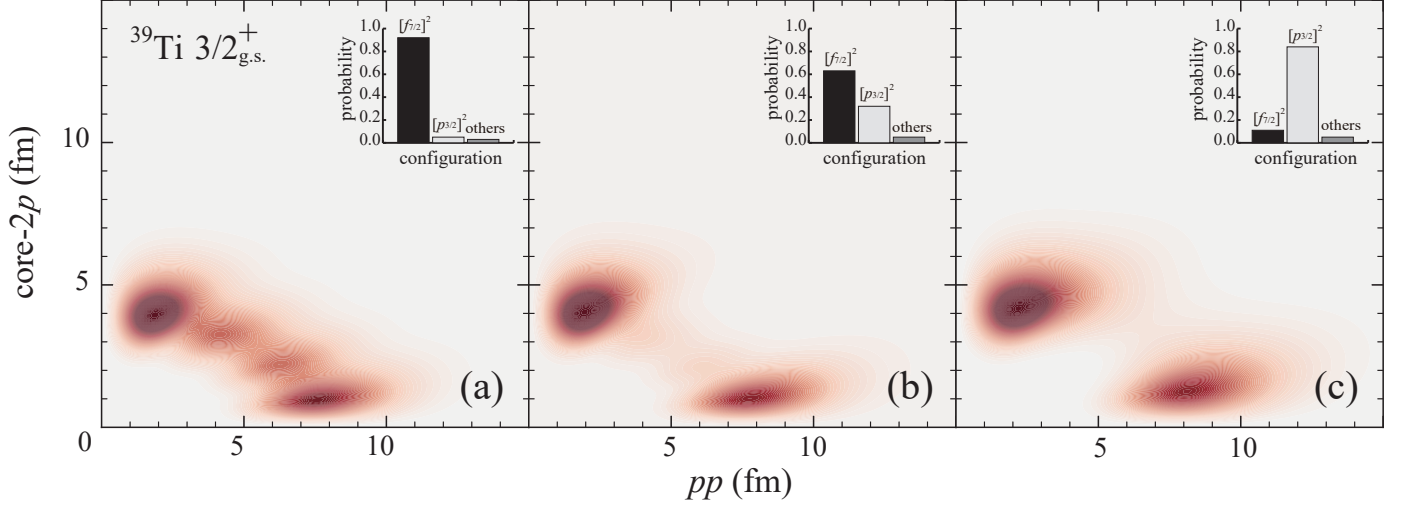 ³⁹Ti 3/2⁺g.s.
probability
1.0
0.8
0.6
0.4
0.2
0.0
[f7/2]²
[p3/2]²
others
configuration
(a)
probability
1.0
0.8
0.6
0.4
0.2
0.0
[f7/2]²
[p3/2]²
others
configuration
(b)
probability
1.0
0.8
0.6
0.4
0.2
0.0
[f7/2]²
[p3/2]²
others
configuration
(c)
core-2p (fm)
10
5
0
5
10
5
10
5
10
pp (fm)